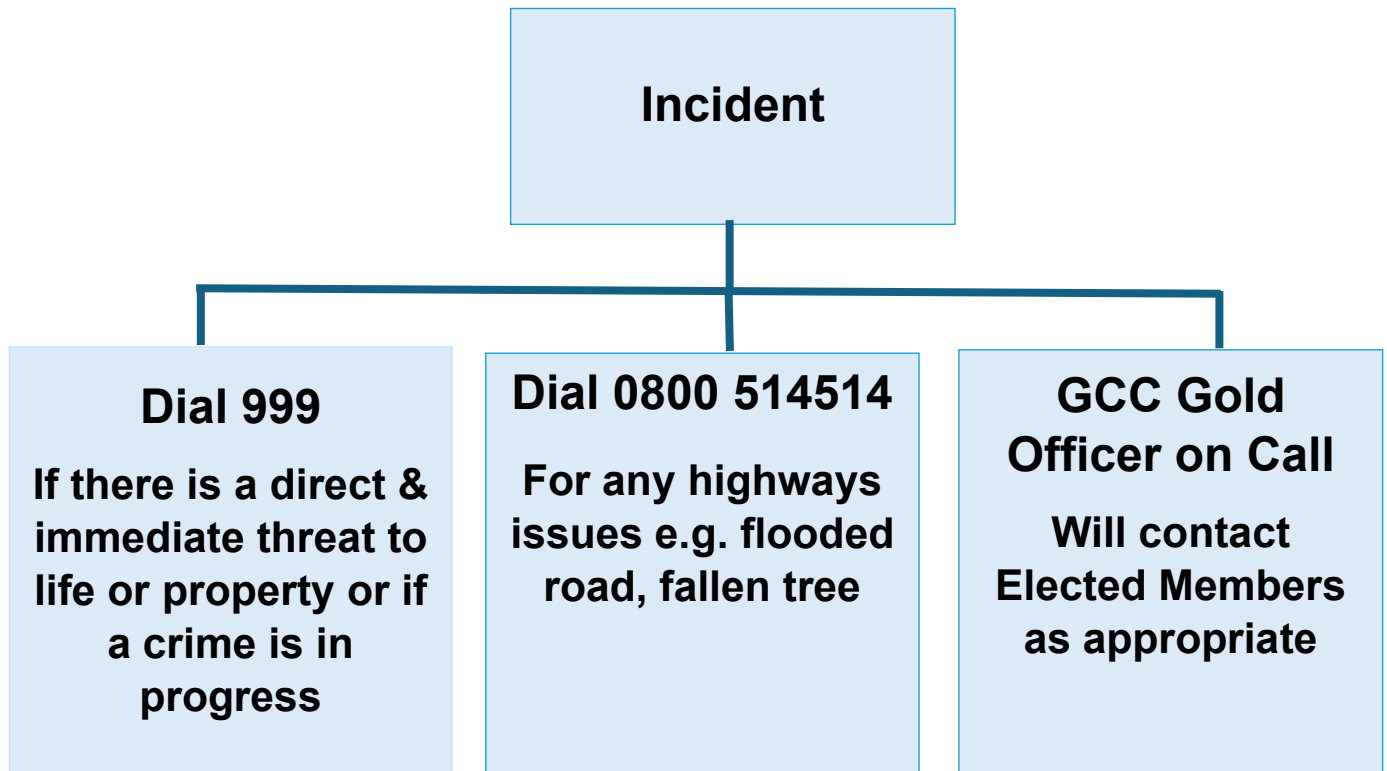 Incident
Dial 999
If there is a direct &
immediate threat to
life or property or if
a crime is in
progress
Dial 0800 514514
For any highways
issues e.g. flooded
road, fallen tree
GCC Gold
Officer on Call
Will contact
Elected Members
as appropriate